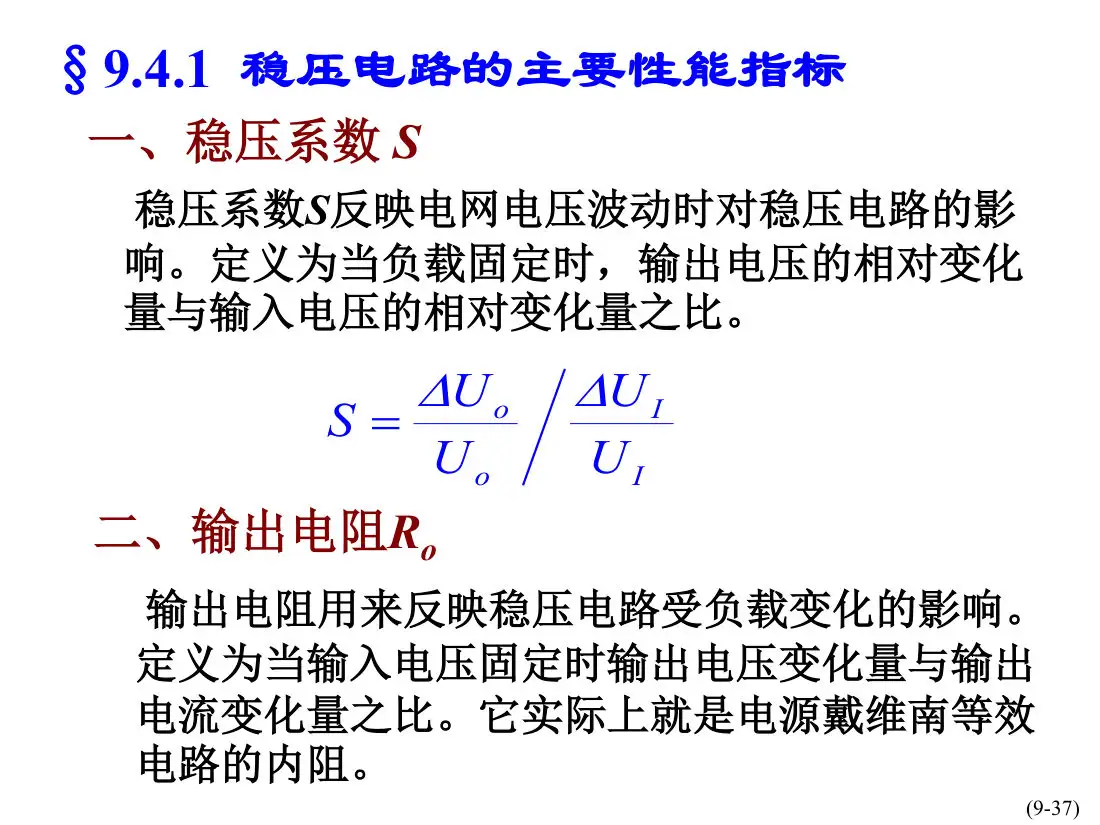 §9.4.1 稳压电路的主要性能指标
一、稳压系数 S
稳压系数S反映电网电压波动时对稳压电路的影
响。定义为当负载固定时，输出电压的相对变化
量与输入电压的相对变化量之比。
S = ΔU_o/U_o / ΔU_I/U_I
二、输出电阻R_o
输出电阻用来反映稳压电路受负载变化的影响。
定义为当输入电压固定时输出电压变化量与输出
电流变化量之比。它实际上就是电源戴维南等效
电路的内阻。
(9-37)